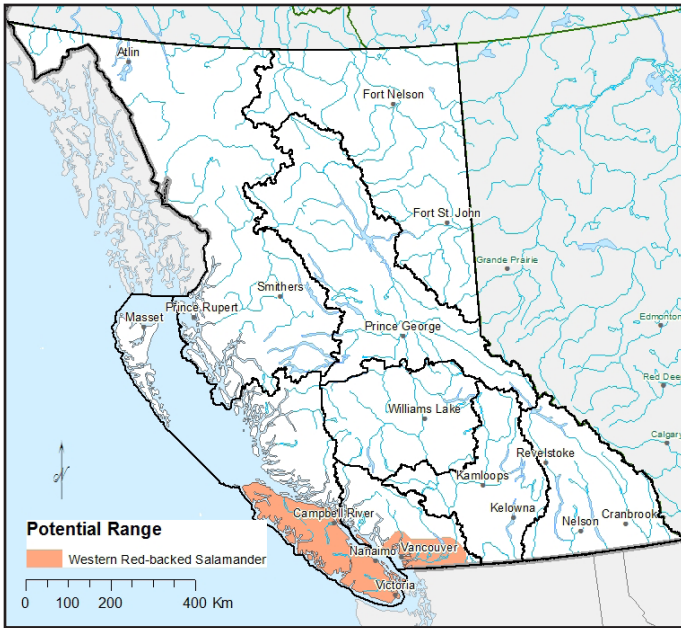 Atlin
Fort Nelson
Fort St. John
Grande Prairie
Smithers
Prince Rupert
Masset
Prince George
Edmonton
Red Deer
Williams Lake
Calgary
Revelstoke
Kamloops
Campbell River
Kelowna
Cranbrook
Nelson
Vancouver
Nanaimo
Victoria
N
Potential Range
Western Red-backed Salamander
0 100 200 400 Km